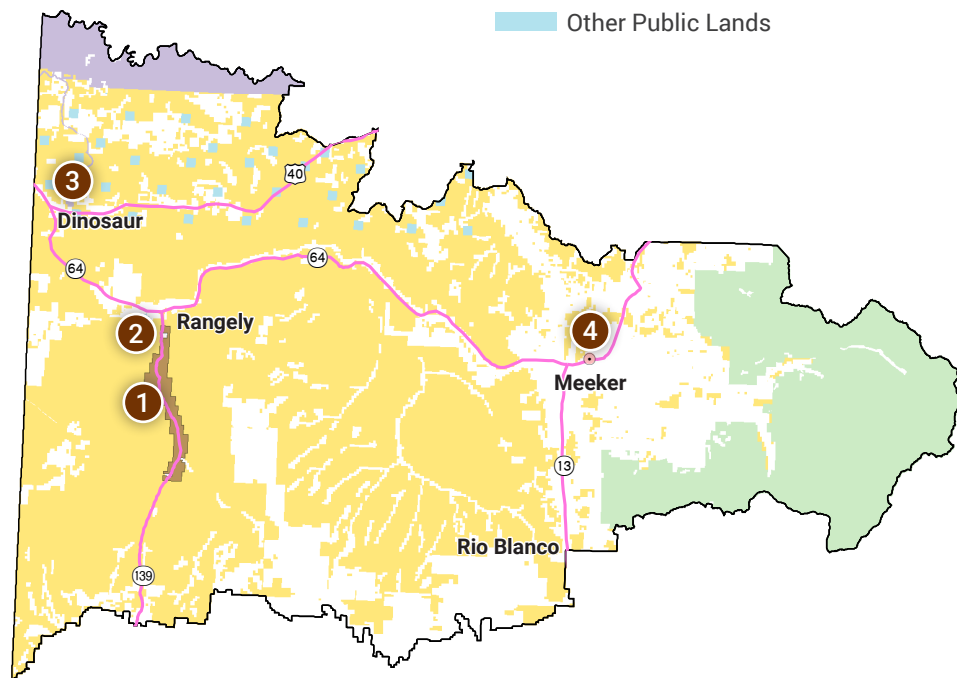 Other Public Lands
40
3
Dinosaur
64
64
2
Rangely
4
Meeker
1
13
Rio Blanco
139